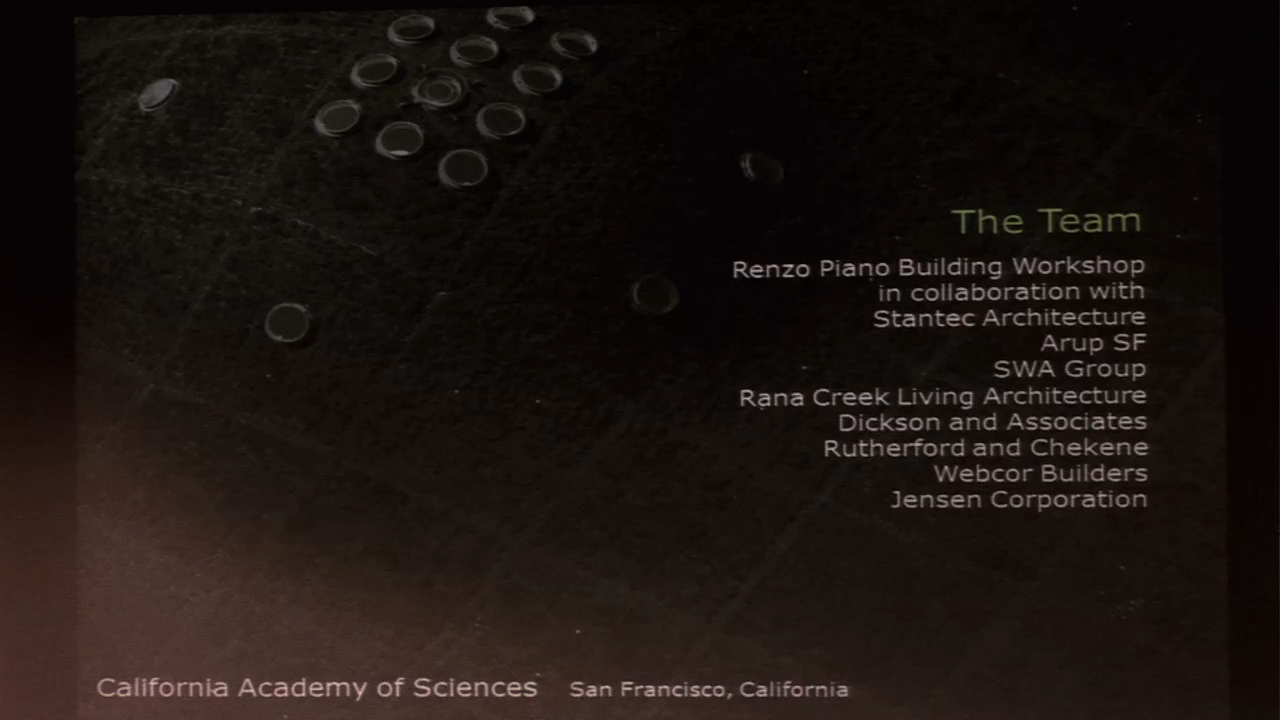 The Team
Renzo Piano Building Workshop
in collaboration with
Stantec Architecture
Arup SF
SWA Group
Rana Creek Living Architecture
Dickson and Associates
Rutherford and Chekene
Webcor Builders
Jensen Corporation
California Academy of Sciences San Francisco, California